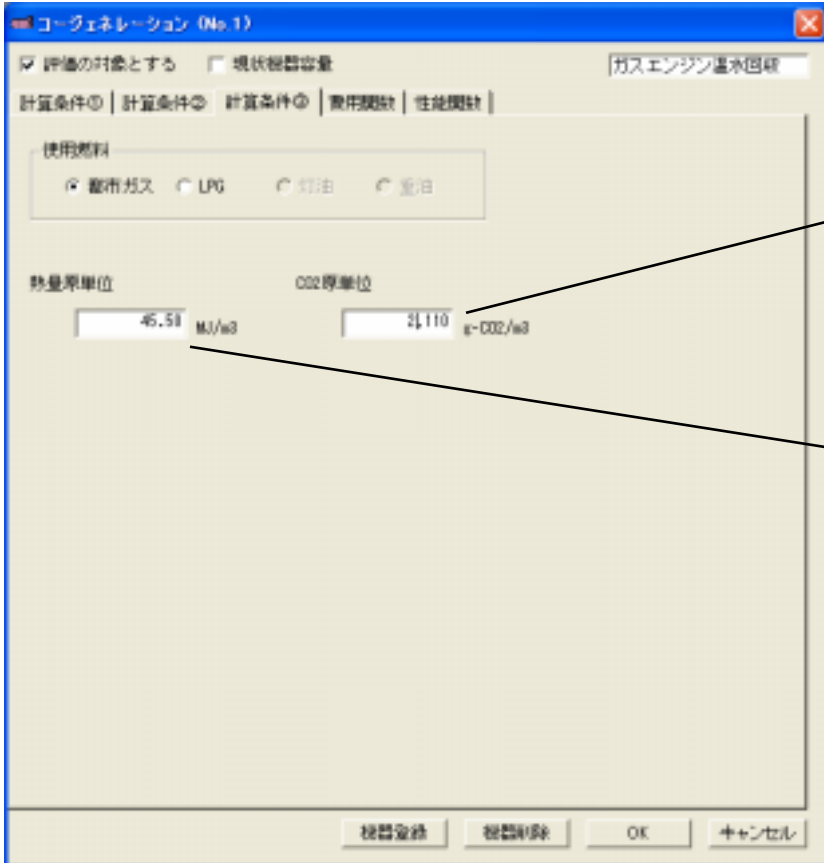 コージェネレーション (No.1)
評価の対象とする 現状機器容量 ガスエンジン温水回収
計算条件① 計算条件② 計算条件③ 費用関数 性能関数
使用燃料
都市ガス LPG 灯油 重油
熱量原単位 CO2原単位
MJ/m3 2,110 g-CO2/m3
機器登録 機器削除 OK キャンセル